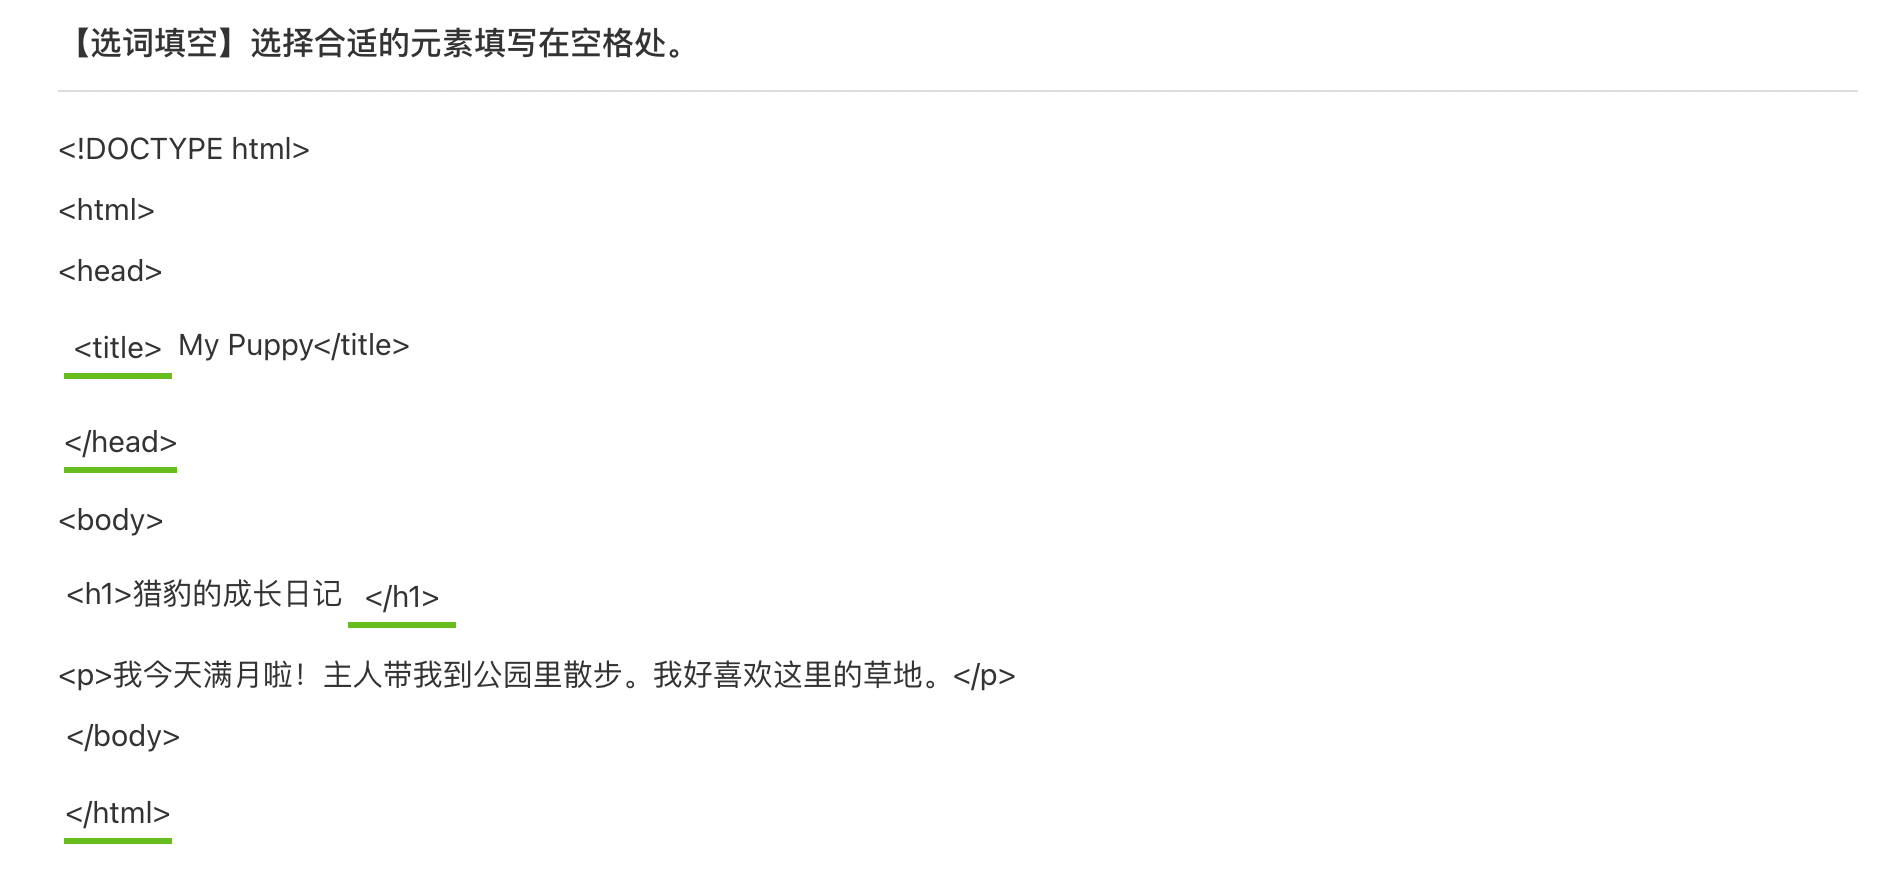 【选词填空】选择合适的元素填写在空格处。
<!DOCTYPE html>
<html>
<head>
<title> My Puppy</title>
</head>
<body>
<h1>猎豹的成长日记 </h1>
<p>我今天满月啦！主人带我到公园里散步。我好喜欢这里的草地。</p>
</body>
</html>